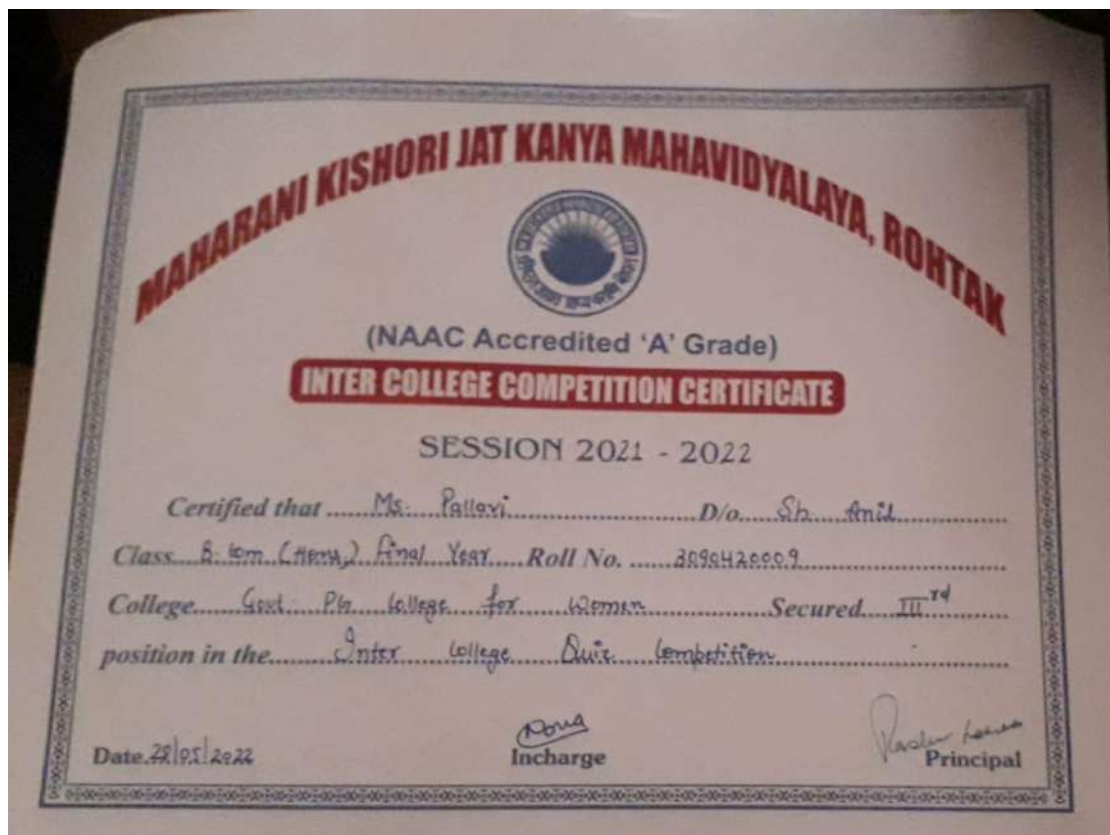 MAHARANI KISHORI JAT KANYA MAHAVIDYALAYA, ROHTAK
(NAAC Accredited 'A' Grade)
INTER COLLEGE COMPETITION CERTIFICATE
SESSION 2021 - 2022
Certified that Ms. Pallavi D/o Sh. Anil
Class B. Com (Hons,) Final Year Roll No. 3090420009
College Govt. PG College for Women Secured IIIrd
position in the Inter College Quiz Competition
Date 28/05/2022
Incharge
Principal